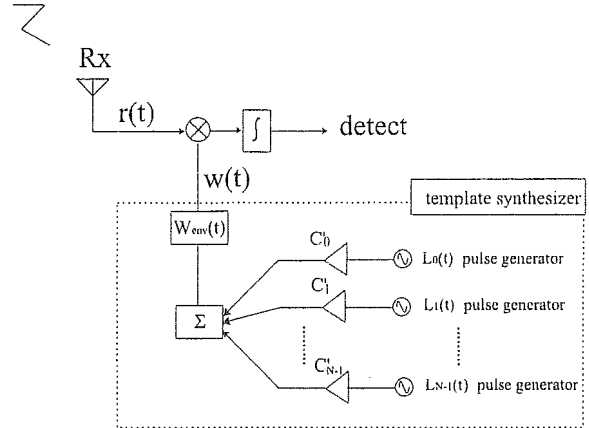 Rx
r(t)
∫
detect
w(t)
template synthesizer
Wenv(t)
C'0
L0(t) pulse generator
C'1
L1(t) pulse generator
Σ
C'N-1
LN-1(t) pulse generator